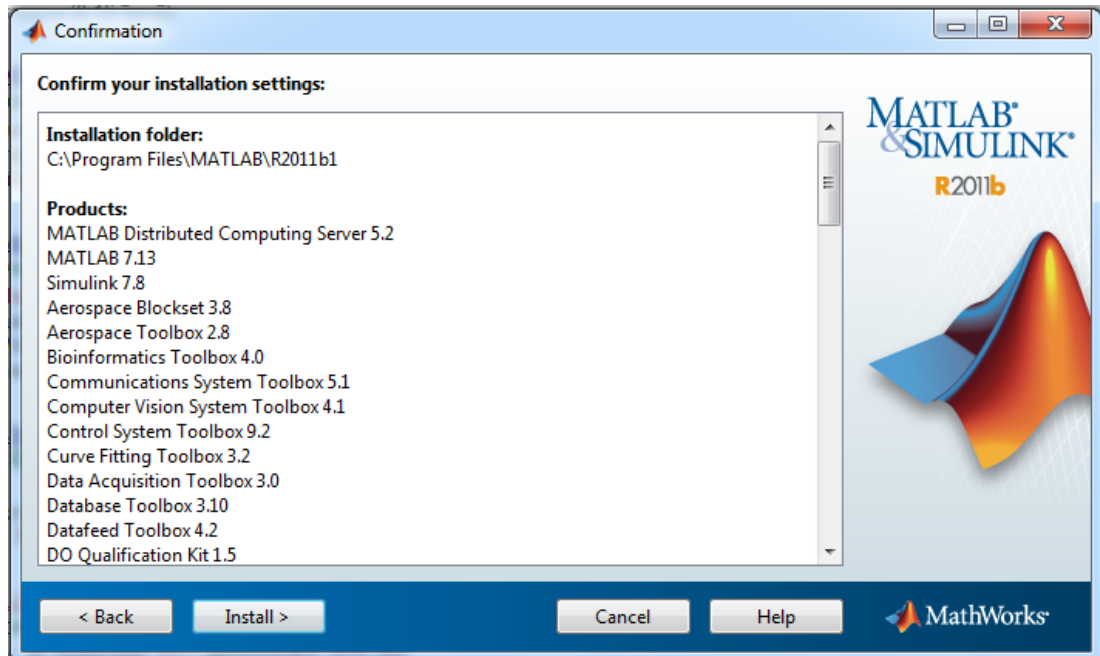 Confirmation
Confirm your installation settings:
Installation folder:
C:\Program Files\MATLAB\R2011b1
Products:
MATLAB Distributed Computing Server 5.2
MATLAB 7.13
Simulink 7.8
Aerospace Blockset 3.8
Aerospace Toolbox 2.8
Bioinformatics Toolbox 4.0
Communications System Toolbox 5.1
Computer Vision System Toolbox 4.1
Control System Toolbox 9.2
Curve Fitting Toolbox 3.2
Data Acquisition Toolbox 3.0
Database Toolbox 3.10
Datafeed Toolbox 4.2
DO Qualification Kit 1.5
MATLAB®
&SIMULINK®
R2011b
< Back
Install >
Cancel
Help
MathWorks®